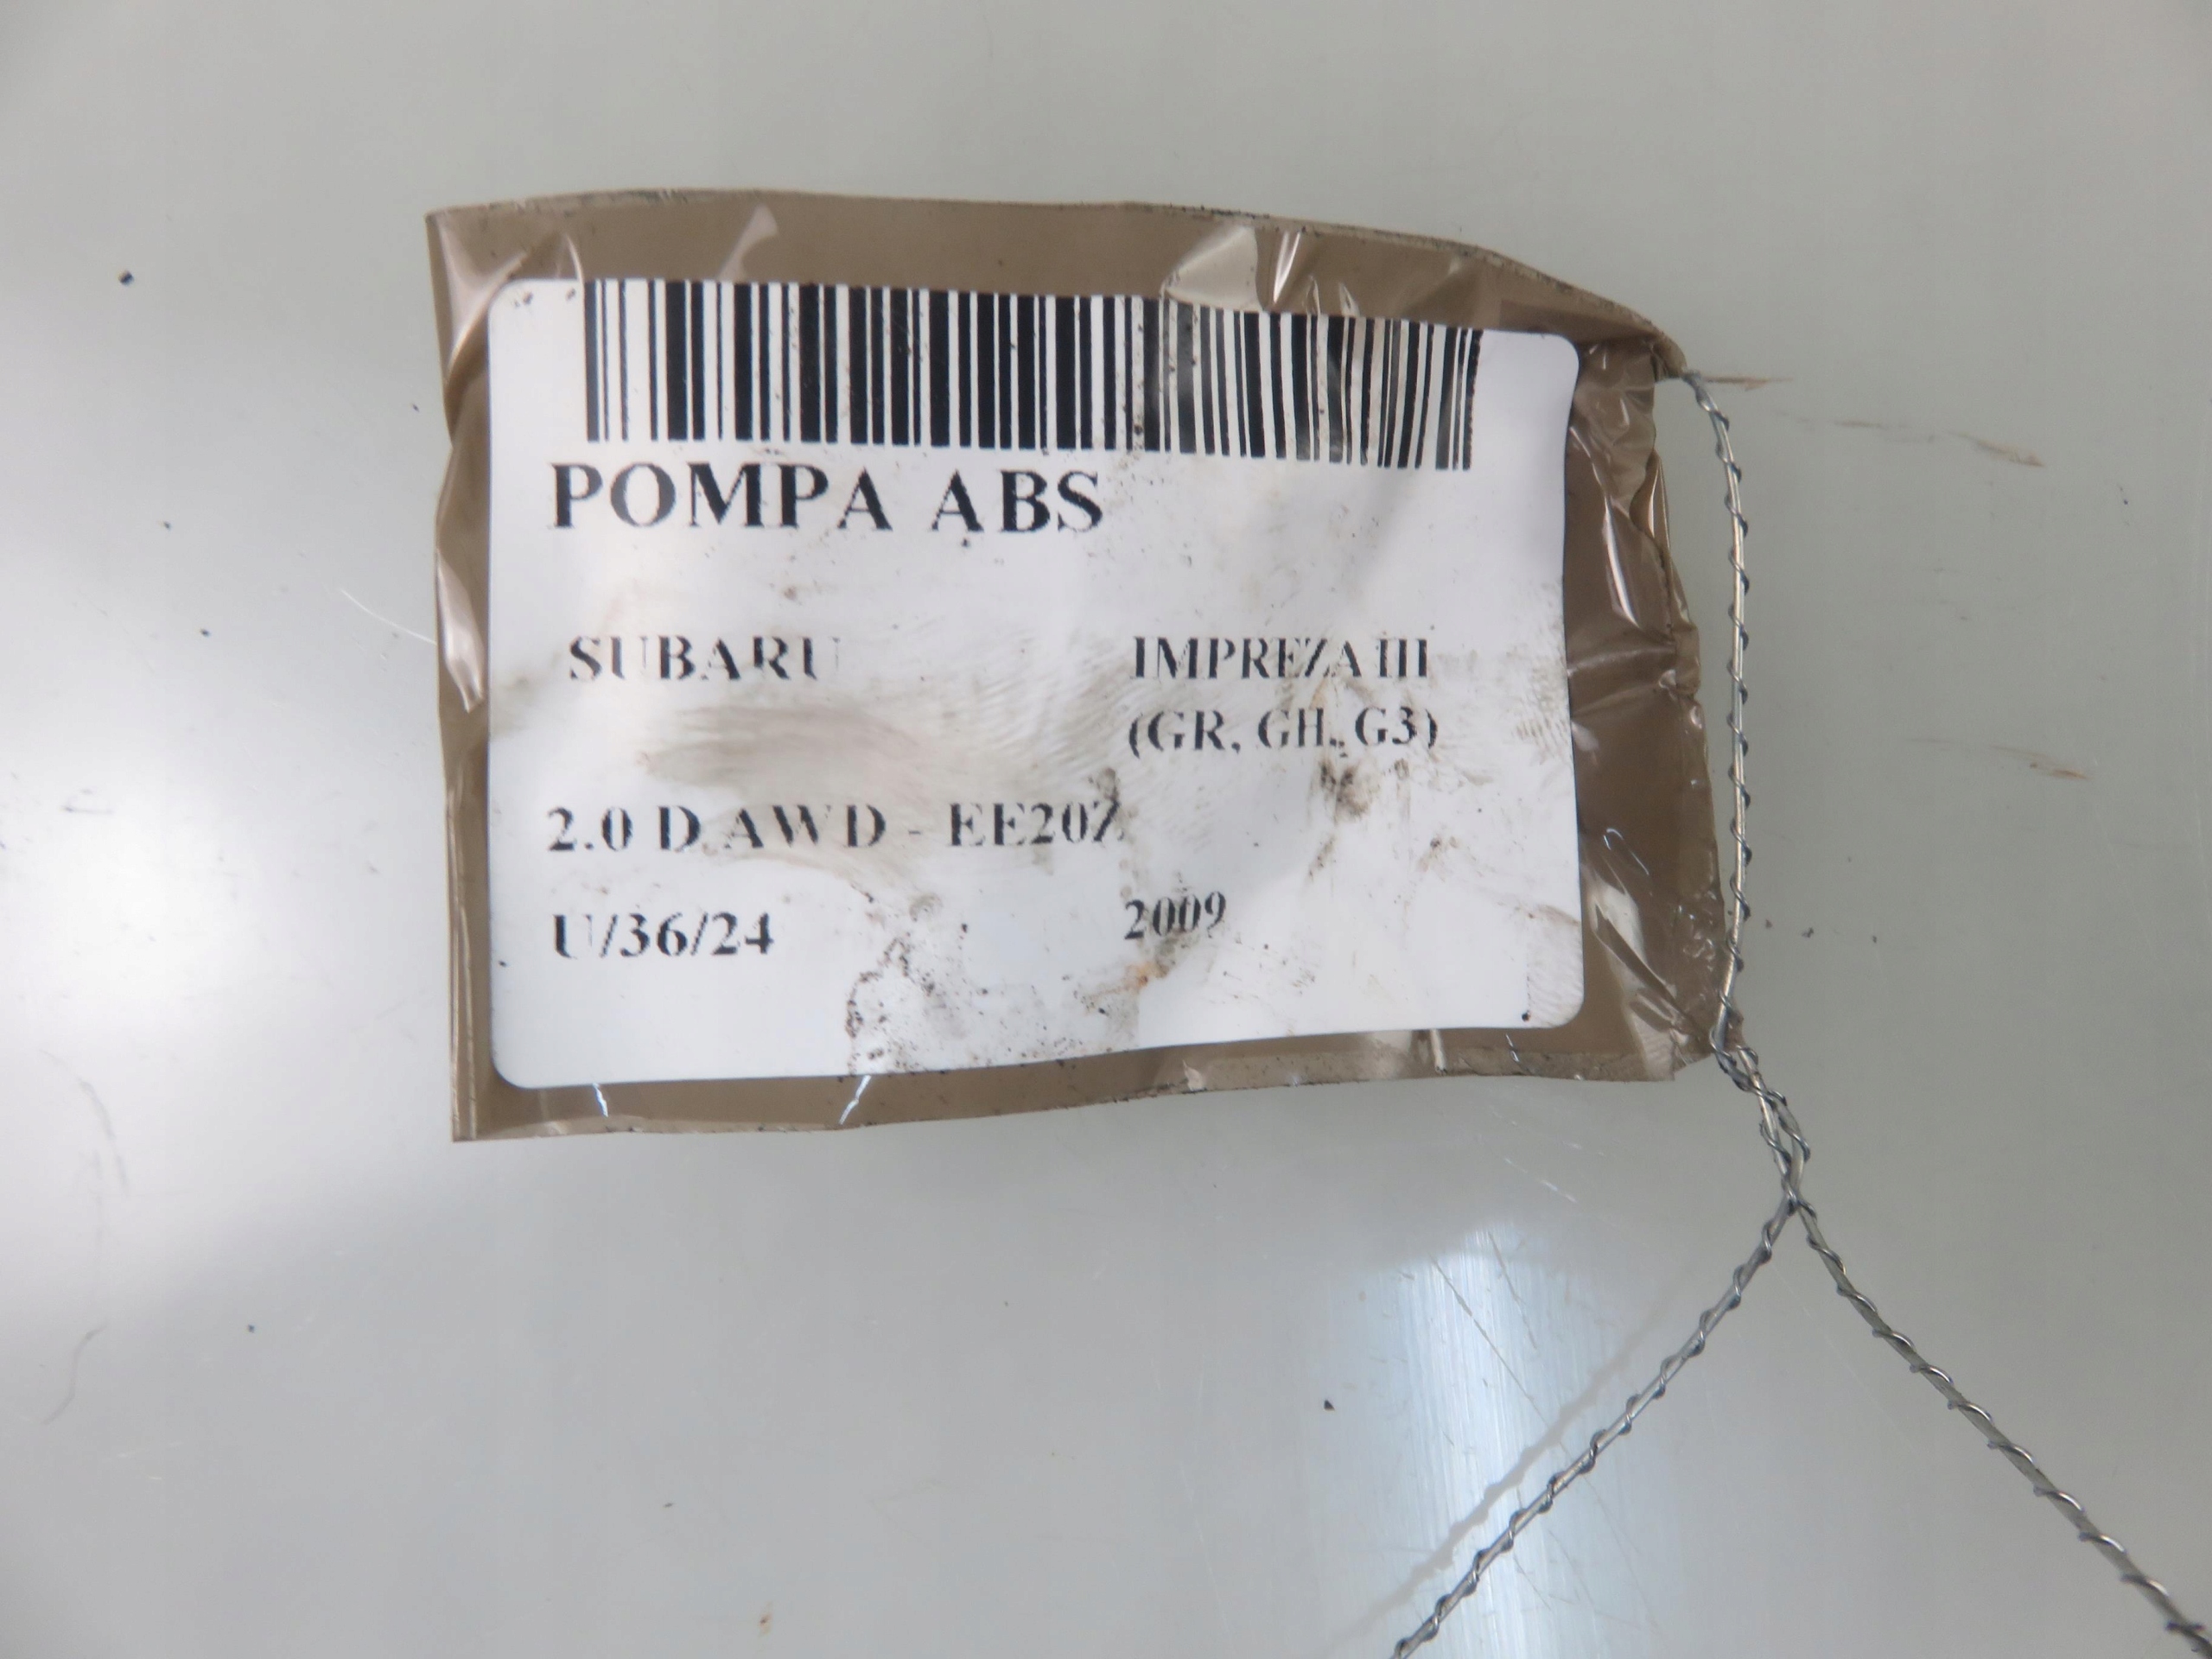 POMPA ABS
SUBARU IMPREZA III
(GR, GH, G3)
2.0 D AWD - EE20Z
U/36/24 2009